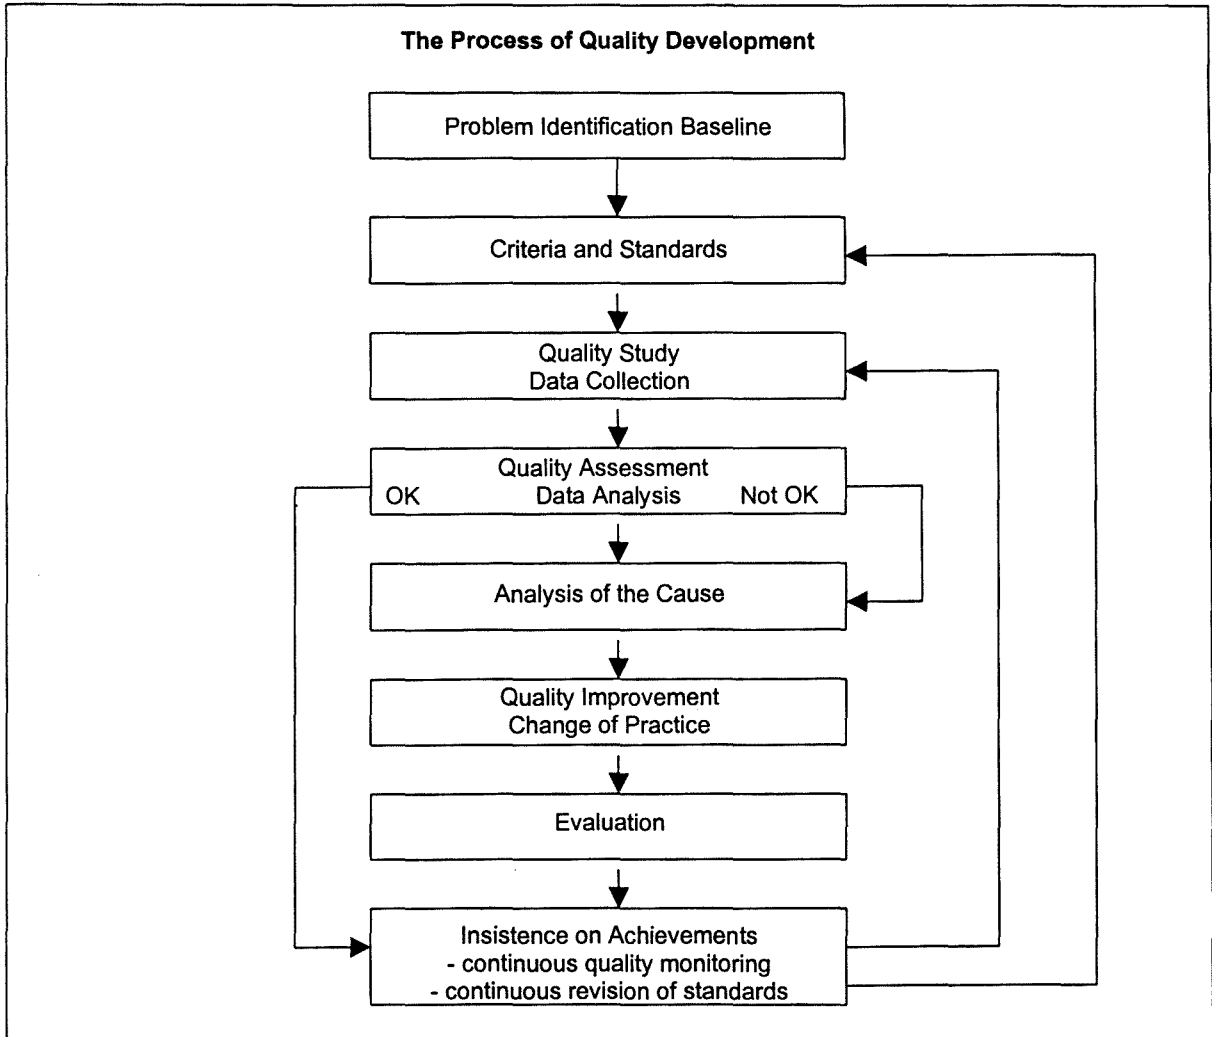 The Process of Quality Development
Problem Identification Baseline
Criteria and Standards
Quality Study
Data Collection
Quality Assessment
OK Data Analysis Not OK
Analysis of the Cause
Quality Improvement
Change of Practice
Evaluation
Insistence on Achievements
- continuous quality monitoring
- continuous revision of standards